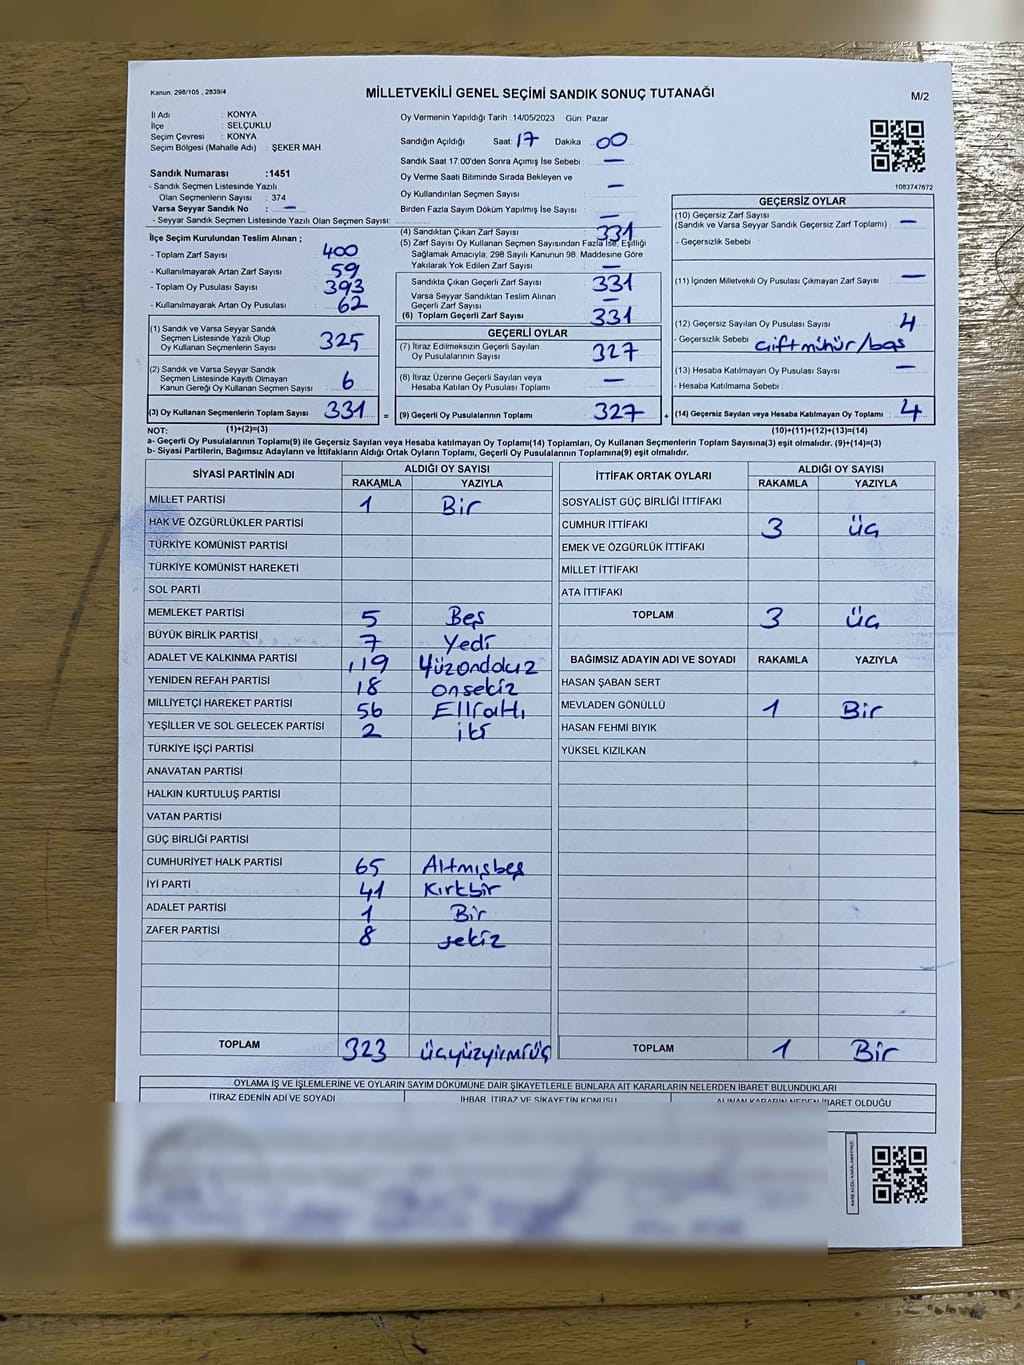 Kanun: 298/105 , 2839/4
MİLLETVEKİLİ GENEL SEÇİMİ SANDIK SONUÇ TUTANAĞI
M/2
İl Adı : KONYA
İlçe : SELÇUKLU
Seçim Çevresi : KONYA
Seçim Bölgesi (Mahalle Adı) : ŞEKER MAH
Sandık Numarası :1451
- Sandık Seçmen Listesinde Yazılı
Olan Seçmenlerin Sayısı : 374
Varsa Seyyar Sandık No : —
- Seyyar Sandık Seçmen Listesinde Yazılı Olan Seçmen Sayısı:
Oy Vermenin Yapıldığı Tarih :14/05/2023 Gün: Pazar
Sandığın Açıldığı Saat: 17 Dakika : 00
Sandık Saat 17.00'den Sonra Açımış İse Sebebi : —
Oy Verme Saati Bitiminde Sırada Bekleyen ve
Oy Kullandırılan Seçmen Sayısı : —
Birden Fazla Sayım Döküm Yapılmış İse Sayısı : —
1083747672
İlçe Seçim Kurulundan Teslim Alınan ;
- Toplam Zarf Sayısı : 400
- Kullanılmayarak Artan Zarf Sayısı : 59
- Toplam Oy Pusulası Sayısı : 393
- Kullanılmayarak Artan Oy Pusulası : 62
(1) Sandık ve Varsa Seyyar Sandık
Seçmen Listesinde Yazılı Olup
Oy Kullanan Seçmenlerin Sayısı : 325
(2) Sandık ve Varsa Seyyar Sandık
Seçmen Listesinde Kayıtlı Olmayan
Kanun Gereği Oy Kullanan Seçmen Sayısı : 6
(3) Oy Kullanan Seçmenlerin Toplam Sayısı : 331
(4) Sandıktan Çıkan Zarf Sayısı : 331
(5) Zarf Sayısı Oy Kullanan Seçmen Sayısından Fazla İse, Eşitliği
Sağlamak Amacıyla; 298 Sayılı Kanunun 98. Maddesine Göre
Yakılarak Yok Edilen Zarf Sayısı : —
Sandıkta Çıkan Geçerli Zarf Sayısı : 331
Varsa Seyyar Sandıktan Teslim Alınan
Geçerli Zarf Sayısı : —
(6) Toplam Geçerli Zarf Sayısı : 331
GEÇERLİ OYLAR
(7) İtiraz Edilmeksizin Geçerli Sayılan
Oy Pusulalarının Sayısı : 327
(8) İtiraz Üzerine Geçerli Sayılan veya
Hesaba Katılan Oy Pusulası Toplamı : —
= (9) Geçerli Oy Pusulalarının Toplamı : 327
GEÇERSİZ OYLAR
(10) Geçersiz Zarf Sayısı
(Sandık ve Varsa Seyyar Sandık Geçersiz Zarf Toplamı) : —
- Geçersizlik Sebebi :
(11) İçinden Milletvekili Oy Pusulası Çıkmayan Zarf Sayısı : —
(12) Geçersiz Sayılan Oy Pusulası Sayısı : 4
- Geçersizlik Sebebi : Çiftmühür/boş
(13) Hesaba Katılmayan Oy Pusulası Sayısı : —
- Hesaba Katılmama Sebebi :
+ (14) Geçersiz Sayılan veya Hesaba Katılmayan Oy Toplamı : 4
NOT: (1)+(2)=(3) (10)+(11)+(12)+(13)=(14)
a- Geçerli Oy Pusulalarının Toplamı(9) ile Geçersiz Sayılan veya Hesaba katılmayan Oy Toplamı(14) Toplamları, Oy Kullanan Seçmenlerin Toplam Sayısına(3) eşit olmalıdır. (9)+(14)=(3)
b- Siyasi Partilerin, Bağımsız Adayların ve İttifakların Aldığı Ortak Oyların Toplamı, Geçerli Oy Pusulalarının Toplamına(9) eşit olmalıdır.
SİYASİ PARTİNİN ADI ALDIĞI OY SAYISI
RAKAMLA YAZIYLA
MİLLET PARTİSİ 1 Bir
HAK VE ÖZGÜRLÜKLER PARTİSİ
TÜRKİYE KOMÜNİST PARTİSİ
TÜRKİYE KOMÜNİST HAREKETİ
SOL PARTİ
MEMLEKET PARTİSİ 5 Beş
BÜYÜK BİRLİK PARTİSİ 7 Yedi
ADALET VE KALKINMA PARTİSİ 119 Yüzondokuz
YENİDEN REFAH PARTİSİ 18 onsekiz
MİLLİYETÇİ HAREKET PARTİSİ 56 Ellialtı
YEŞİLLER VE SOL GELECEK PARTİSİ 2 iki
TÜRKİYE İŞÇİ PARTİSİ
ANAVATAN PARTİSİ
HALKIN KURTULUŞ PARTİSİ
VATAN PARTİSİ
GÜÇ BİRLİĞİ PARTİSİ
CUMHURİYET HALK PARTİSİ 65 Altmışbeş
İYİ PARTİ 41 Kırkbir
ADALET PARTİSİ 1 Bir
ZAFER PARTİSİ 8 sekiz
TOPLAM 323 üçyüzyirmiüç
İTTİFAK ORTAK OYLARI ALDIĞI OY SAYISI
RAKAMLA YAZIYLA
SOSYALİST GÜÇ BİRLİĞİ İTTİFAKI
CUMHUR İTTİFAKI 3 üç
EMEK VE ÖZGÜRLÜK İTTİFAKI
MİLLET İTTİFAKI
ATA İTTİFAKI
TOPLAM 3 üç
BAĞIMSIZ ADAYIN ADI VE SOYADI RAKAMLA YAZIYLA
HASAN ŞABAN SERT
MEVLADEN GÖNÜLLÜ 1 Bir
HASAN FEHMİ BIYIK
YÜKSEL KIZILKAN
TOPLAM 1 Bir
OYLAMA İŞ VE İŞLEMLERİNE VE OYLARIN SAYIM DÖKÜMÜNE DAİR ŞİKAYETLERLE BUNLARA AİT KARARLARIN NELERDEN İBARET BULUNDUKLARI
İTİRAZ EDENİN ADI VE SOYADI İHBAR, İTİRAZ VE ŞİKAYETİN KONUSU ALINAN KARARIN NEDEN İBARET OLDUĞU